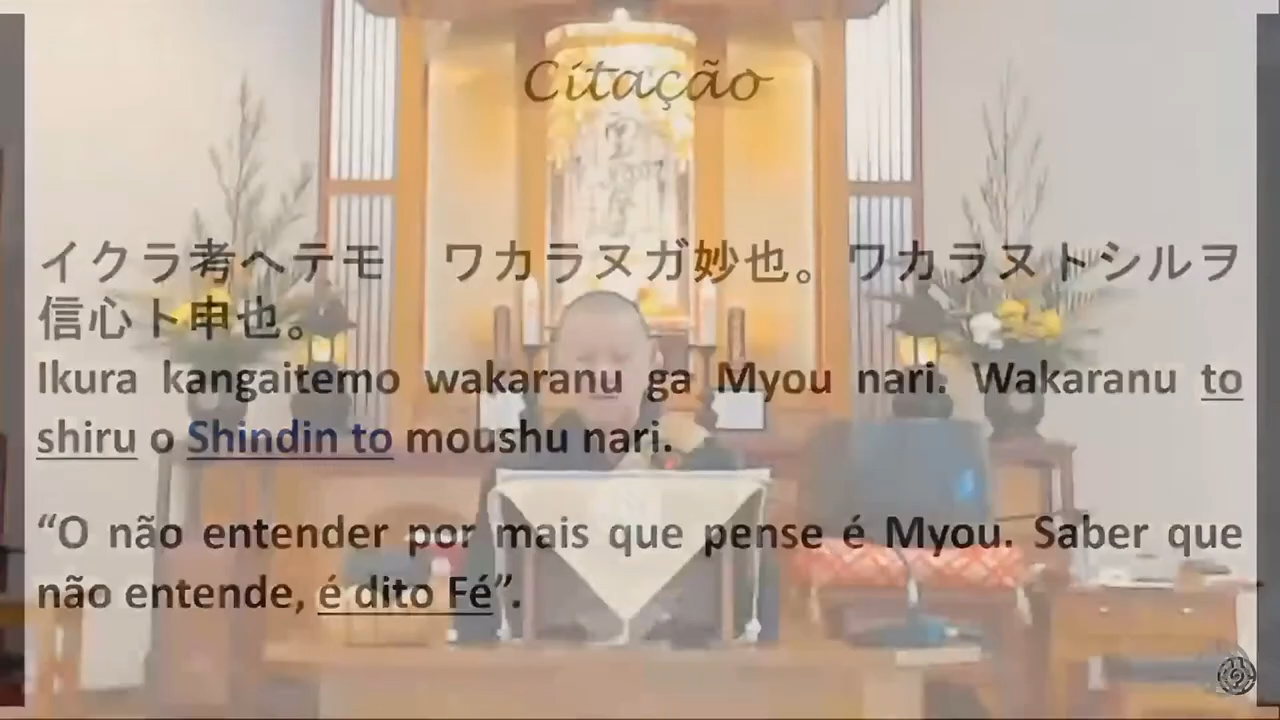 Citação
イクラ考ヘテモ　ワカラヌガ妙也。ワカラヌトシルヲ
信心ト申也。
Ikura kangaitemo wakaranu ga Myou nari. Wakaranu to
shiru o Shindin to moushu nari.
“O não entender por mais que pense é Myou. Saber que
não entende, é dito Fé”.